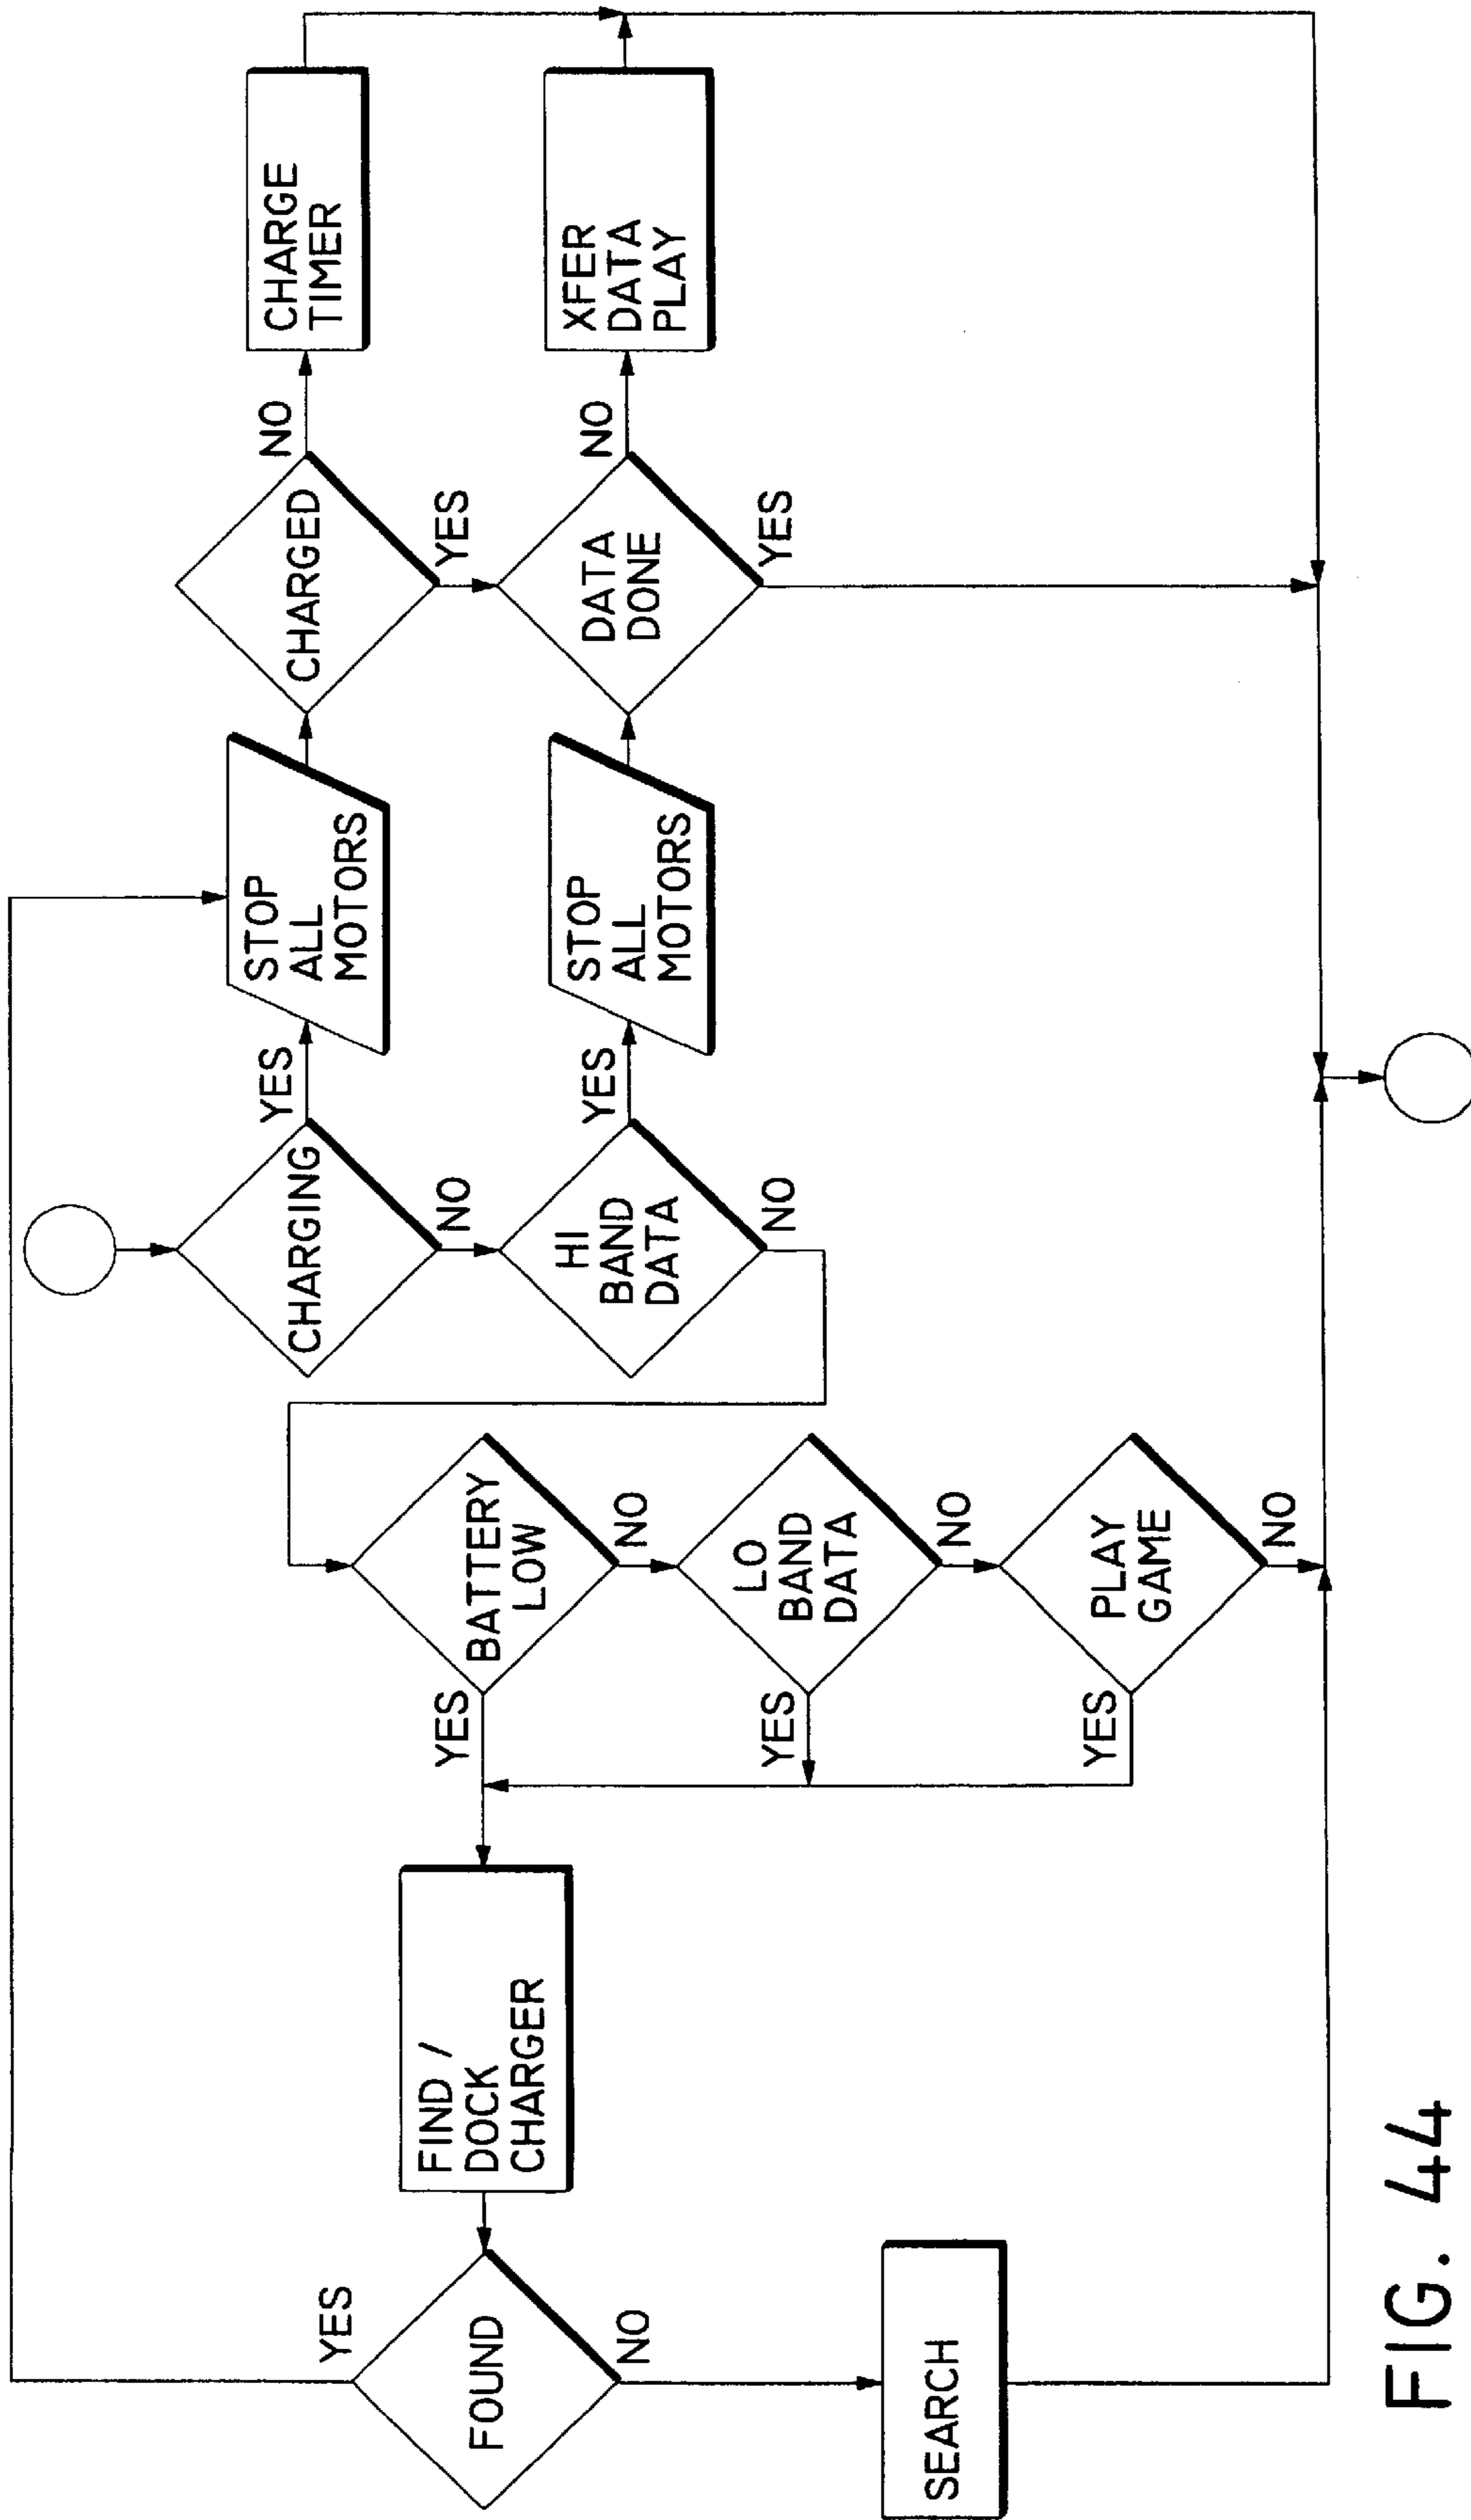 CHARGING
YES
NO
STOP
ALL
MOTORS
CHARGED
NO
YES
CHARGE
TIMER
HI
BAND
DATA
YES
NO
STOP
ALL
MOTORS
DATA
DONE
NO
YES
XFER
DATA
PLAY
BATTERY
LOW
YES
NO
LO
BAND
DATA
YES
NO
PLAY
GAME
YES
NO
FIND /
DOCK
CHARGER
FOUND
YES
NO
SEARCH
FIG. 44